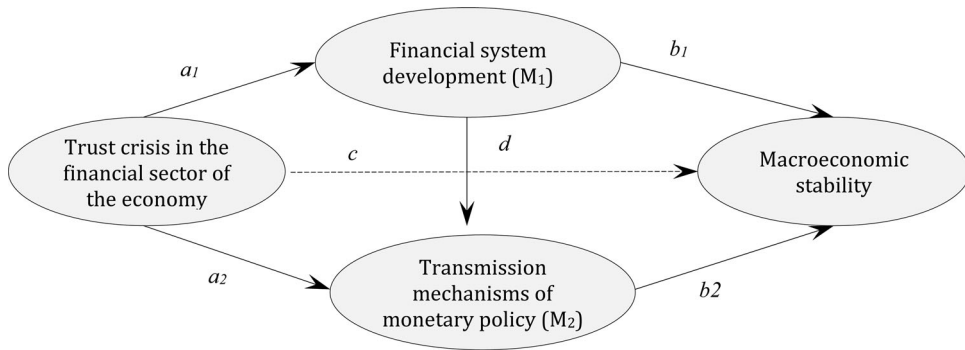 Financial system
development (M₁)
a₁
b₁
Trust crisis in the
financial sector of
the economy
c
d
Macroeconomic
stability
a₂
Transmission
mechanisms of
monetary policy (M₂)
b2